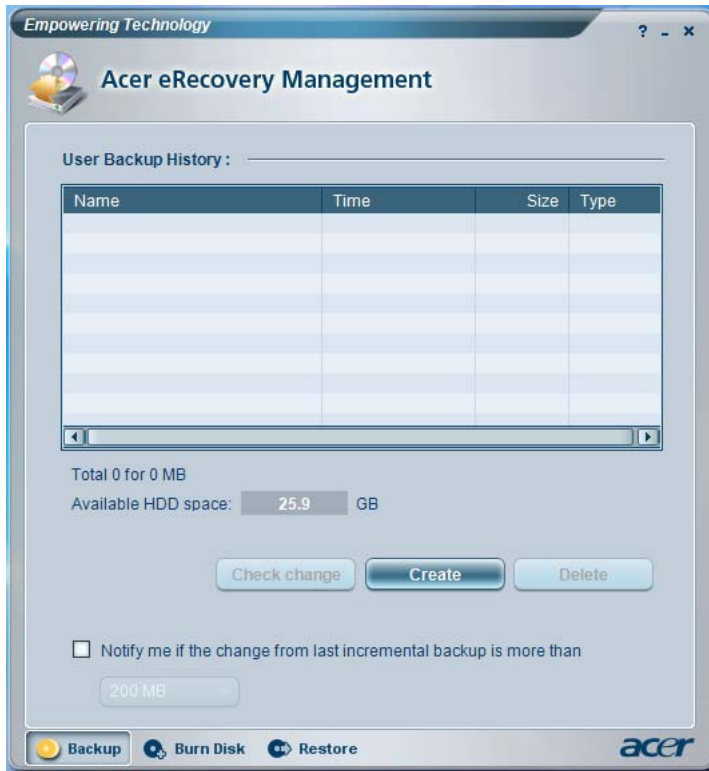 Empowering Technology
? - ×
Acer eRecovery Management
User Backup History :
Name Time Size Type
Total 0 for 0 MB
Available HDD space: 25.9 GB
Check change Create Delete
Notify me if the change from last incremental backup is more than
200 MB
Backup Burn Disk Restore acer